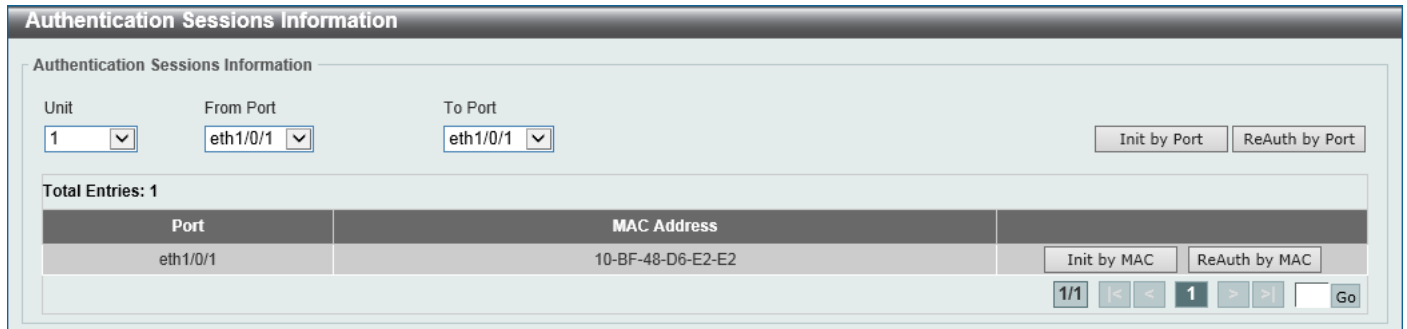 Authentication Sessions Information
Authentication Sessions Information
Unit From Port To Port
1 eth1/0/1 eth1/0/1 Init by Port ReAuth by Port
Total Entries: 1
Port MAC Address
eth1/0/1 10-BF-48-D6-E2-E2 Init by MAC ReAuth by MAC
1/1 |< < 1 > >| Go